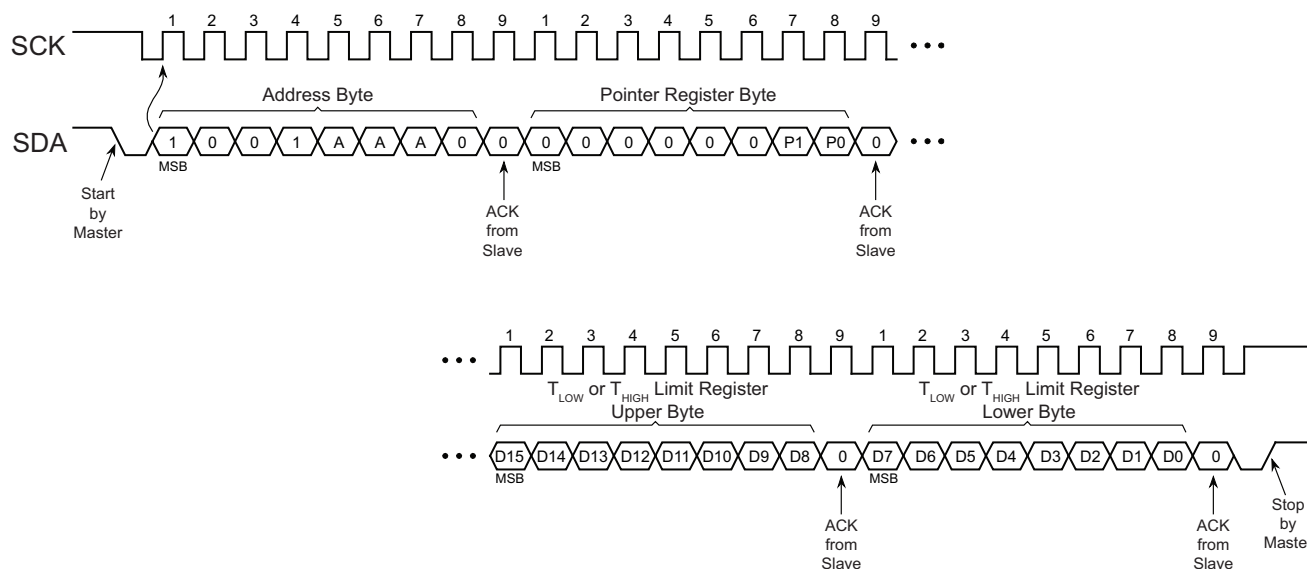 1 2 3 4 5 6 7 8 9 1 2 3 4 5 6 7 8 9
SCK
Address Byte Pointer Register Byte
SDA 1 0 0 1 A A A 0 0 0 0 0 0 0 0 P1 P0 0
MSB MSB
Start
by
Master
ACK
from
Slave
ACK
from
Slave
1 2 3 4 5 6 7 8 9 1 2 3 4 5 6 7 8 9
TLOW or THIGH Limit Register TLOW or THIGH Limit Register
Upper Byte Lower Byte
D15 D14 D13 D12 D11 D10 D9 D8 0 D7 D6 D5 D4 D3 D2 D1 D0 0
MSB MSB
ACK
from
Slave
ACK
from
Slave
Stop
by
Maste